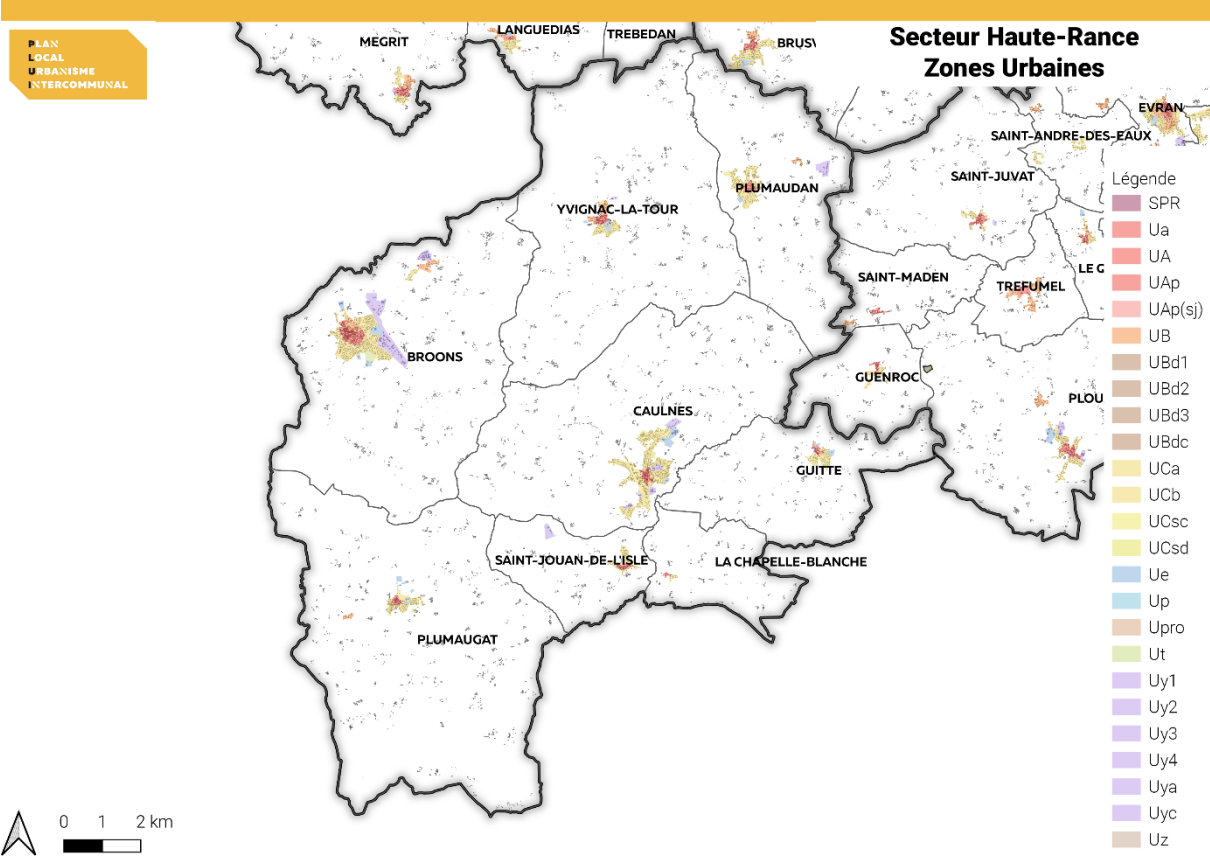 PLAN
LOCAL
URBANISME
INTERCOMMUNAL
Secteur Haute-Rance
Zones Urbaines
MEGRIT
LANGUEDIAS
TREBEDAN
BRUSV
EVRAN
SAINT-ANDRE-DES-EAUX
SAINT-JUVAT
PLUMAUDAN
YVIGNAC-LA-TOUR
SAINT-MADEN
LE G
TREFUMEL
BROONS
GUENROC
PLOU
CAULNES
GUITTE
SAINT-JOUAN-DE-L'ISLE
LA CHAPELLE-BLANCHE
PLUMAUGAT
Légende
SPR
Ua
UA
UAp
UAp(sj)
UB
UBd1
UBd2
UBd3
UBdc
UCa
UCb
UCsc
UCsd
Ue
Up
Upro
Ut
Uy1
Uy2
Uy3
Uy4
Uya
Uyc
Uz
0 1 2 km